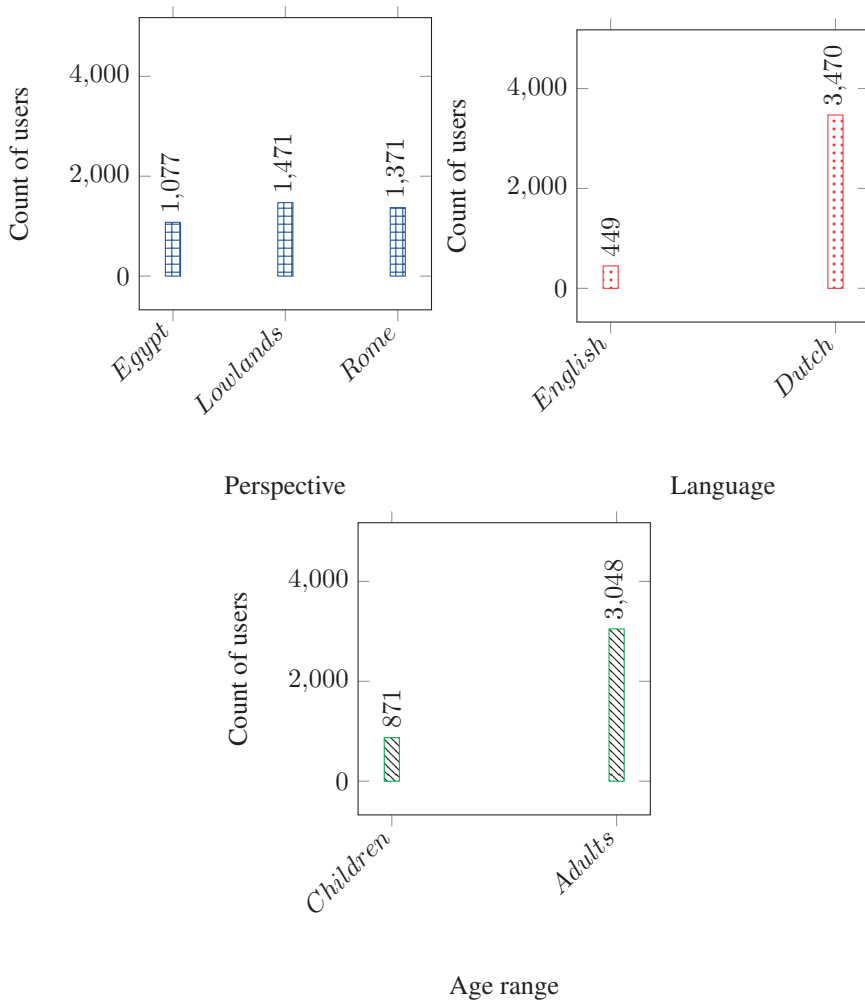 Count of users
4,000
2,000
0
1,077
1,471
1,371
Egypt
Lowlands
Rome
Perspective
Count of users
4,000
2,000
0
449
3,470
English
Dutch
Language
Count of users
4,000
2,000
0
871
3,048
Children
Adults
Age range